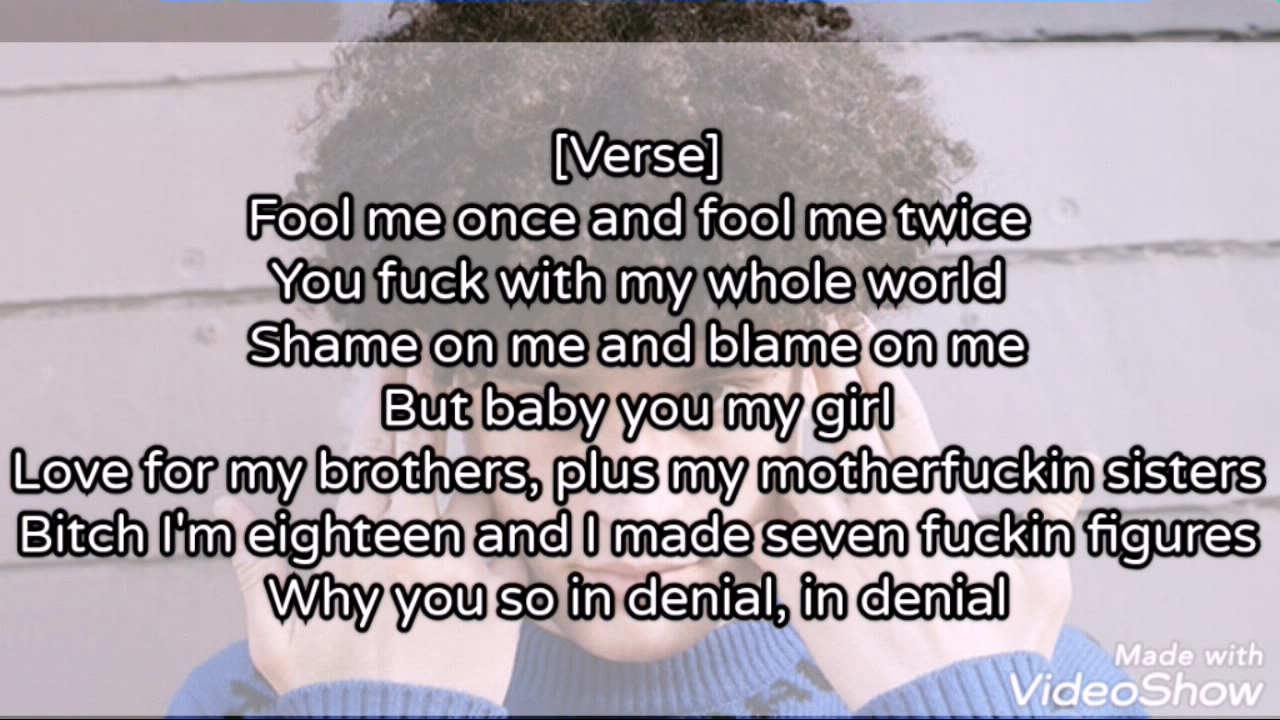 [Verse]
Fool me once and fool me twice
You fuck with my whole world
Shame on me and blame on me
But baby you my girl
Love for my brothers, plus my motherfuckin sisters
Bitch I'm eighteen and I made seven fuckin figures
Why you so in denial, in denial
Made with
VideoShow